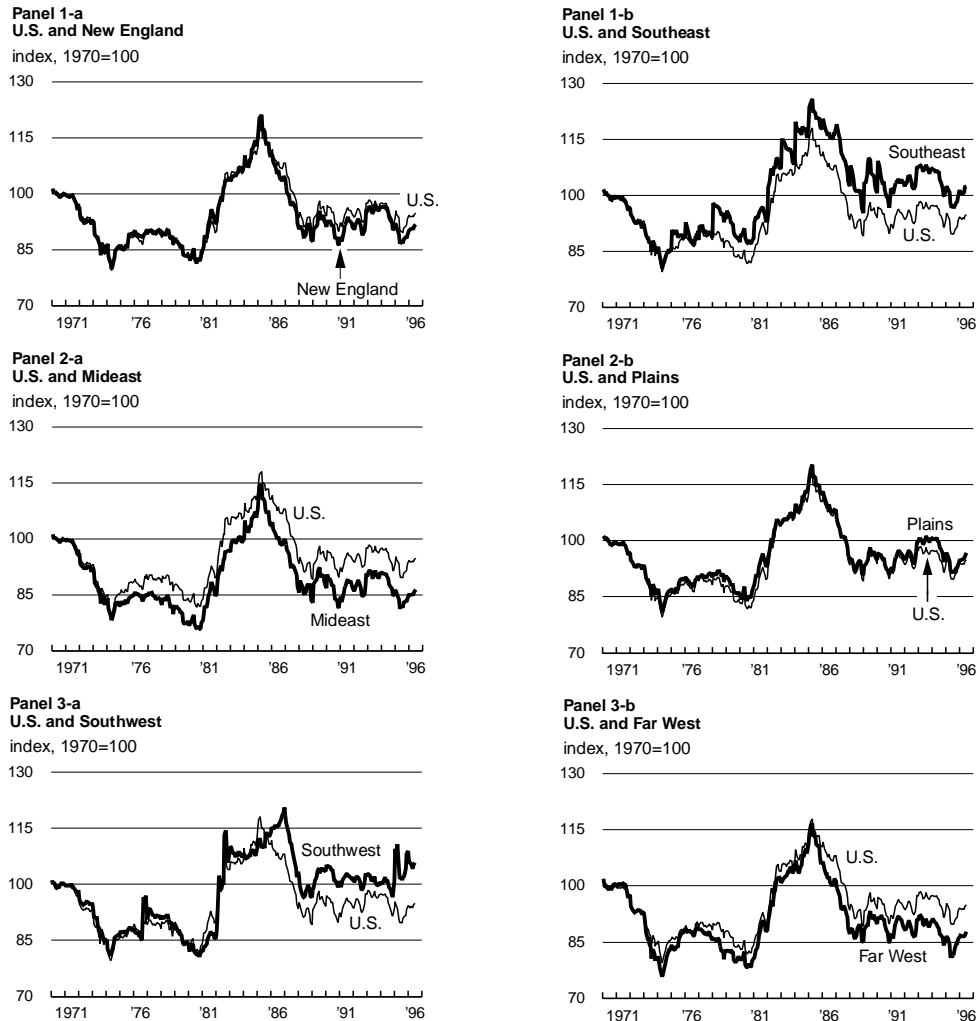 Panel 1-a
U.S. and New England
index, 1970=100
130
115
100
85
70
U.S.
New England
1971 '76 '81 '86 '91 '96
Panel 1-b
U.S. and Southeast
index, 1970=100
130
115
100
85
70
Southeast
U.S.
1971 '76 '81 '86 '91 '96
Panel 2-a
U.S. and Mideast
index, 1970=100
130
115
100
85
70
U.S.
Mideast
1971 '76 '81 '86 '91 '96
Panel 2-b
U.S. and Plains
index, 1970=100
130
115
100
85
70
Plains
U.S.
1971 '76 '81 '86 '91 '96
Panel 3-a
U.S. and Southwest
index, 1970=100
130
115
100
85
70
Southwest
U.S.
1971 '76 '81 '86 '91 '96
Panel 3-b
U.S. and Far West
index, 1970=100
130
115
100
85
70
U.S.
Far West
1971 '76 '81 '86 '91 '96